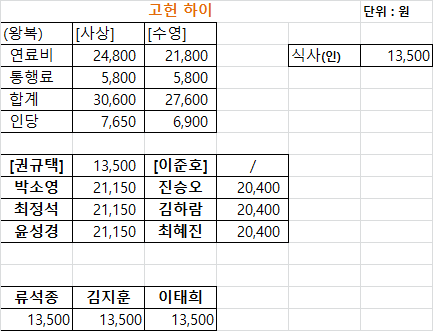 고헌 하이 단위 : 원
(왕복) [사상] [수영]
연료비 24,800 21,800 식사(인) 13,500
통행료 5,800 5,800
합계 30,600 27,600
인당 7,650 6,900
[권규택] 13,500 [이준호] /
박소영 21,150 진승오 20,400
최정석 21,150 김하람 20,400
윤성경 21,150 최혜진 20,400
류석종 김지훈 이태희
13,500 13,500 13,500